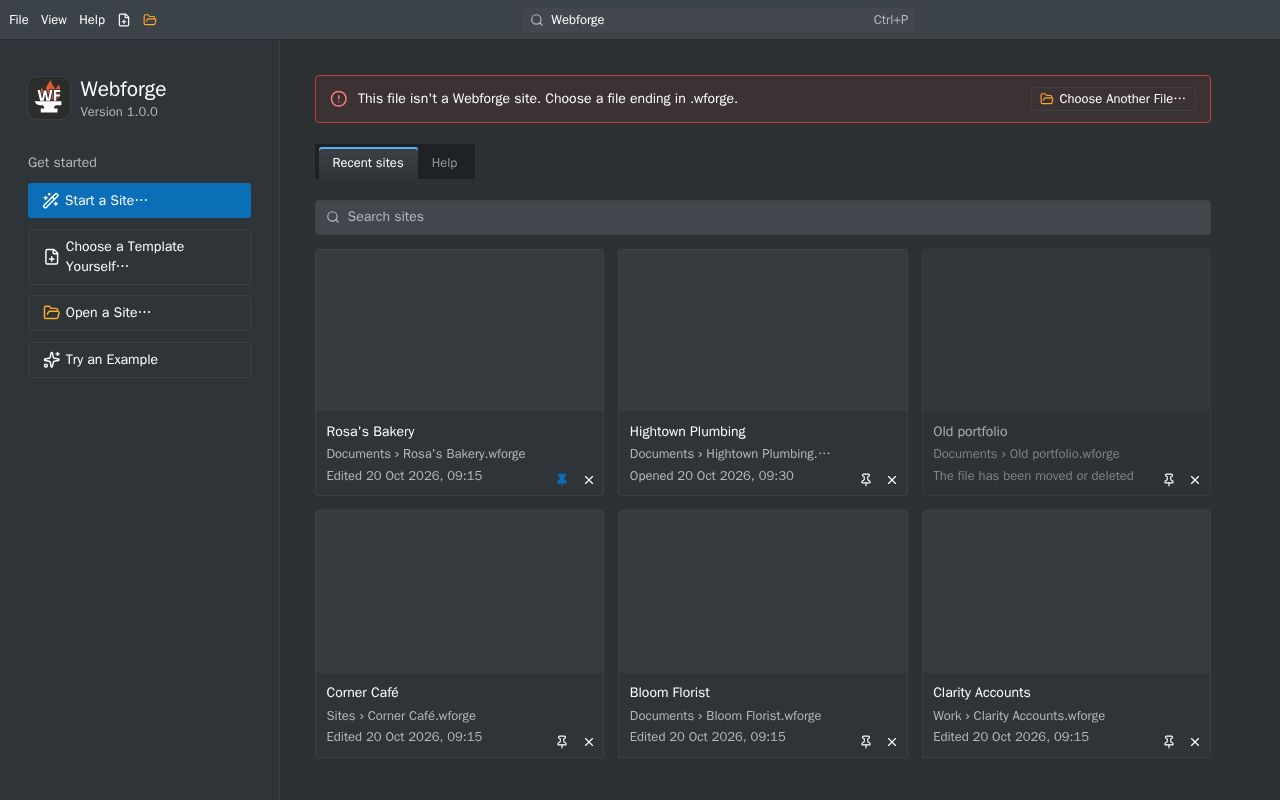 File View Help
Webforge Ctrl+P
WF
Webforge
Version 1.0.0
Get started
Start a Site···
Choose a Template
Yourself···
Open a Site···
Try an Example
This file isn't a Webforge site. Choose a file ending in .wforge.
Choose Another File···
Recent sites Help
Search sites
Rosa's Bakery
Documents › Rosa's Bakery.wforge
Edited 20 Oct 2026, 09:15
Hightown Plumbing
Documents › Hightown Plumbing.···
Opened 20 Oct 2026, 09:30
Old portfolio
Documents › Old portfolio.wforge
The file has been moved or deleted
Corner Café
Sites › Corner Café.wforge
Edited 20 Oct 2026, 09:15
Bloom Florist
Documents › Bloom Florist.wforge
Edited 20 Oct 2026, 09:15
Clarity Accounts
Work › Clarity Accounts.wforge
Edited 20 Oct 2026, 09:15